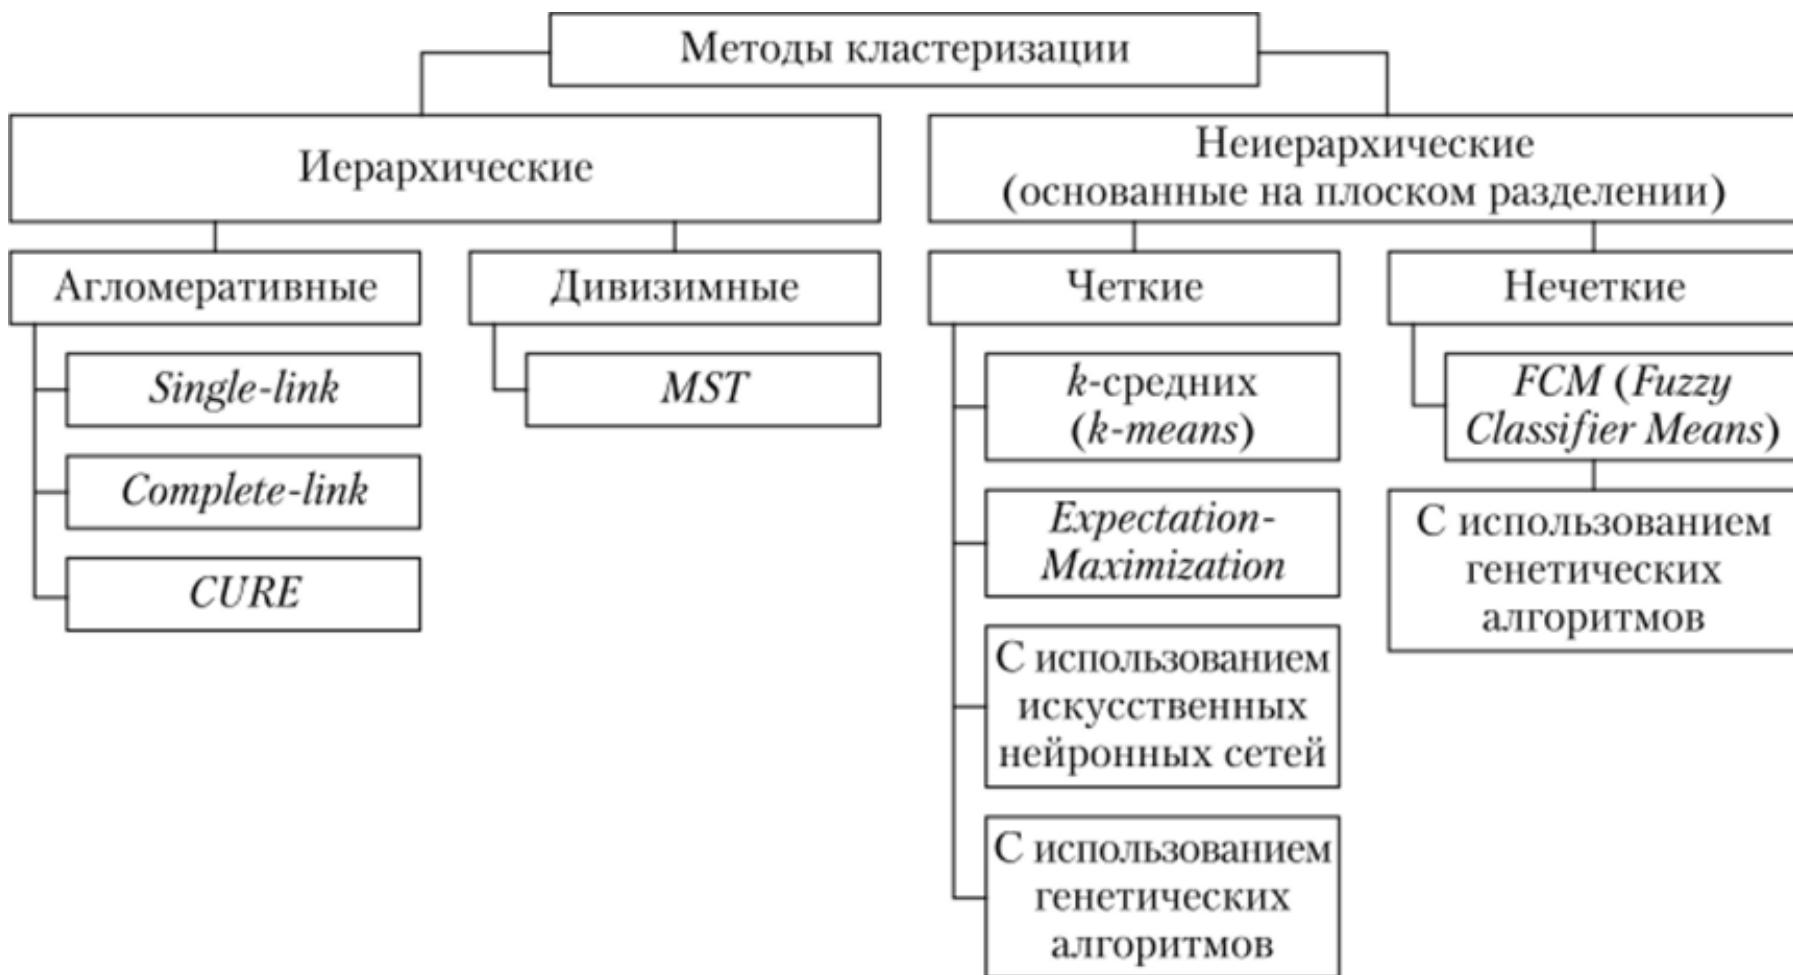 Методы кластеризации
Иерархические
Неиерархические
(основанные на плоском разделении)
Агломеративные
Дивизимные
Четкие
Нечеткие
Single-link
Complete-link
CURE
MST
k-средних
(k-means)
Expectation-
Maximization
С использованием
искусственных
нейронных сетей
С использованием
генетических
алгоритмов
FCM (Fuzzy
Classifier Means)
С использованием
генетических
алгоритмов